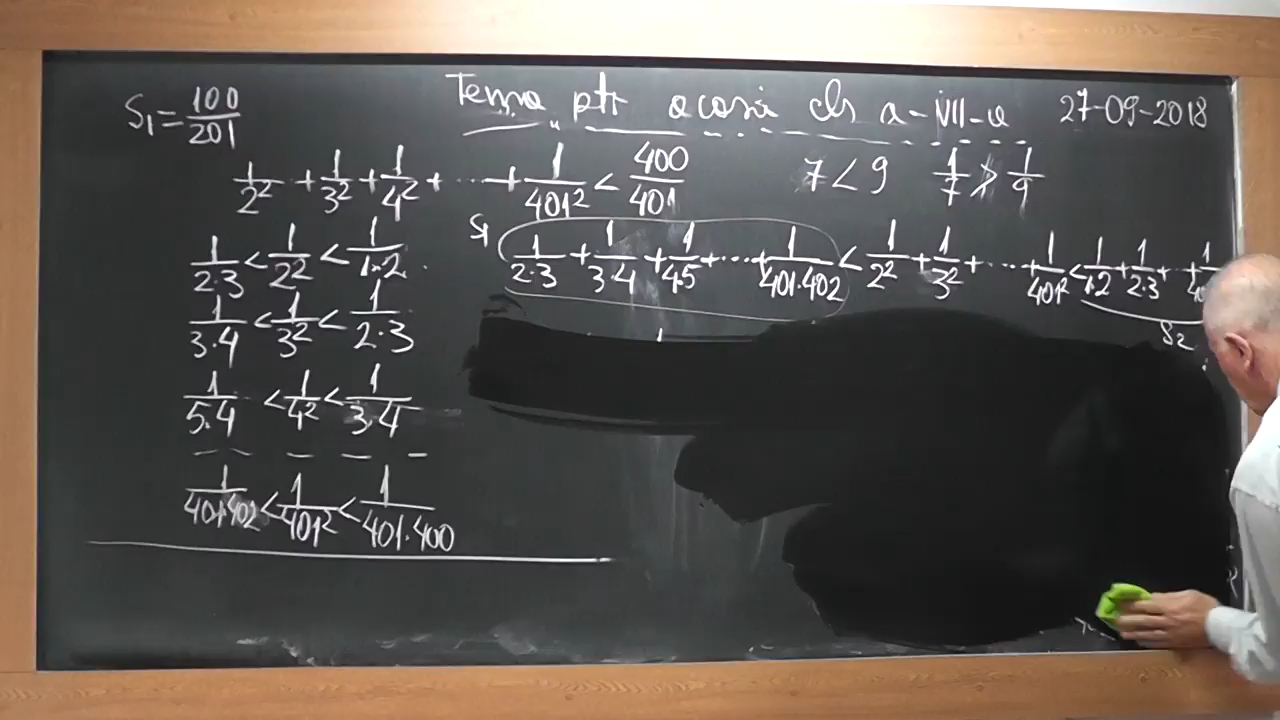 Tema ptr acasă cls a-VII-a 27-09-2018
S₁ = 100/201
1/2² + 1/3² + 1/4² + ... + 1/401² < 400/401
7 < 9 1/7 > 1/9
1/2·3 < 1/2² < 1/1·2
1/3·4 < 1/3² < 1/2·3
1/5·4 < 1/4² < 1/3·4
– – – –
1/401·402 < 1/401² < 1/401·400
S₁ 1/2·3 + 1/3·4 + 1/4·5 + ... + 1/401·402 < 1/2² + 1/3² + ... + 1/401² < 1/1·2 + 1/2·3 + ... +
S₂